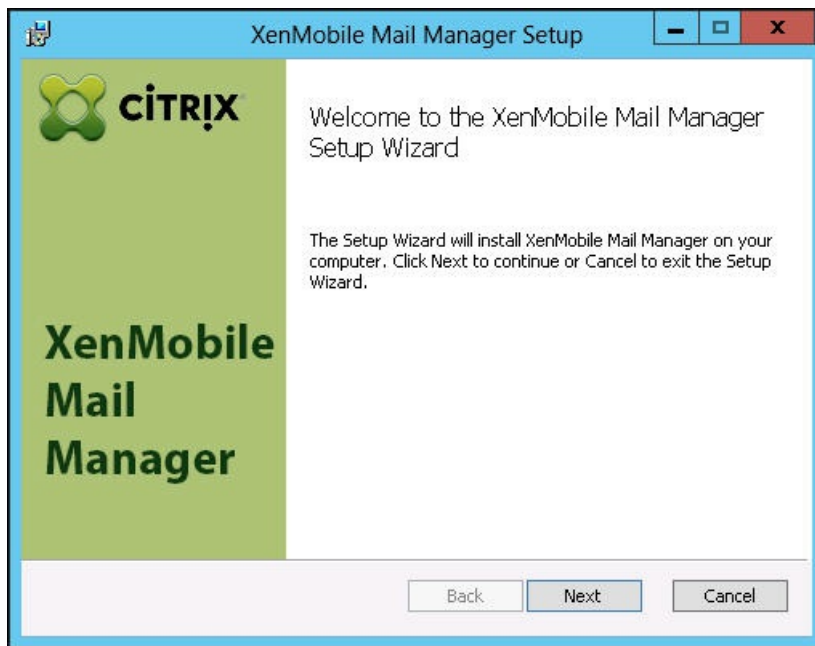 XenMobile Mail Manager Setup
CİTRIX
Welcome to the XenMobile Mail Manager
Setup Wizard
The Setup Wizard will install XenMobile Mail Manager on your
computer. Click Next to continue or Cancel to exit the Setup
Wizard.
XenMobile
Mail
Manager
Back
Next
Cancel